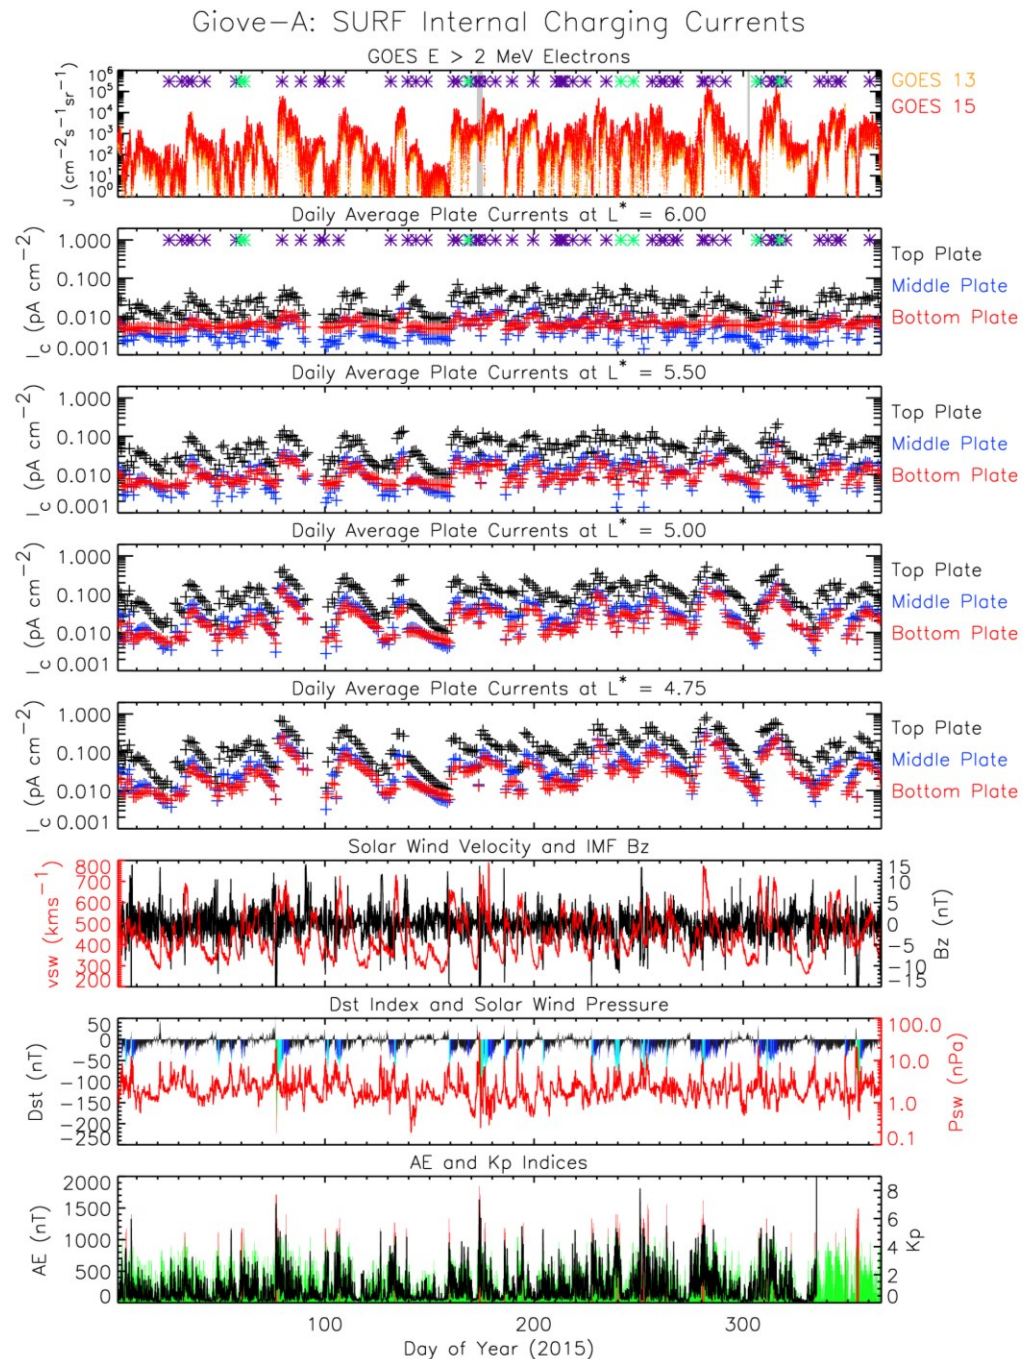 Giove-A: SURF Internal Charging Currents
GOES E > 2 MeV Electrons
J (cm⁻²s⁻¹sr⁻¹)
10⁶
10⁵
10⁴
10³
10²
10¹
10⁰
GOES 13
GOES 15
Daily Average Plate Currents at L* = 6.00
I_c (pA cm⁻²)
1.000
0.100
0.010
0.001
Top Plate
Middle Plate
Bottom Plate
Daily Average Plate Currents at L* = 5.50
I_c (pA cm⁻²)
1.000
0.100
0.010
0.001
Top Plate
Middle Plate
Bottom Plate
Daily Average Plate Currents at L* = 5.00
I_c (pA cm⁻²)
1.000
0.100
0.010
0.001
Top Plate
Middle Plate
Bottom Plate
Daily Average Plate Currents at L* = 4.75
I_c (pA cm⁻²)
1.000
0.100
0.010
0.001
Top Plate
Middle Plate
Bottom Plate
Solar Wind Velocity and IMF Bz
vsw (kms⁻¹)
800
700
600
500
400
300
200
15
10
5
0
-5
-10
-15
Bz (nT)
Dst Index and Solar Wind Pressure
Dst (nT)
50
0
-50
-100
-150
-200
-250
100.0
10.0
1.0
0.1
Psw (nPa)
AE and Kp Indices
AE (nT)
2000
1500
1000
500
0
8
6
4
2
0
Kp
100 200 300
Day of Year (2015)